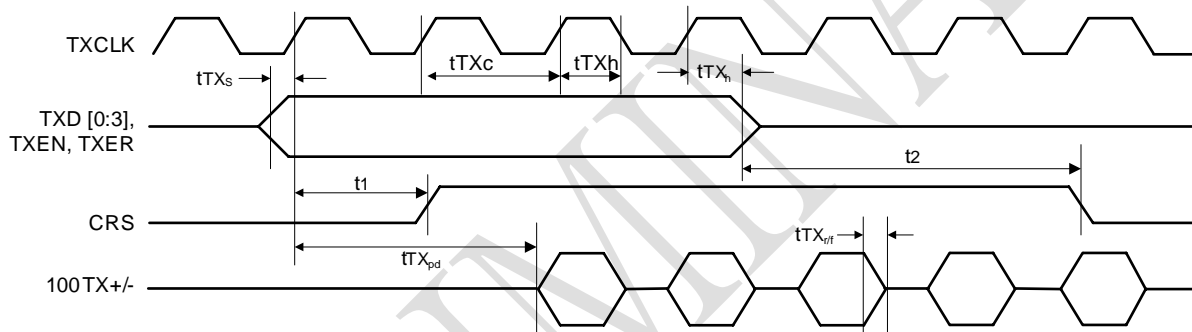 TXCLK
tTXc
tTXh
tTXh
tTXS
TXD [0:3],
TXEN, TXER
t1
t2
CRS
tTXpd
tTXr/f
100TX+/-